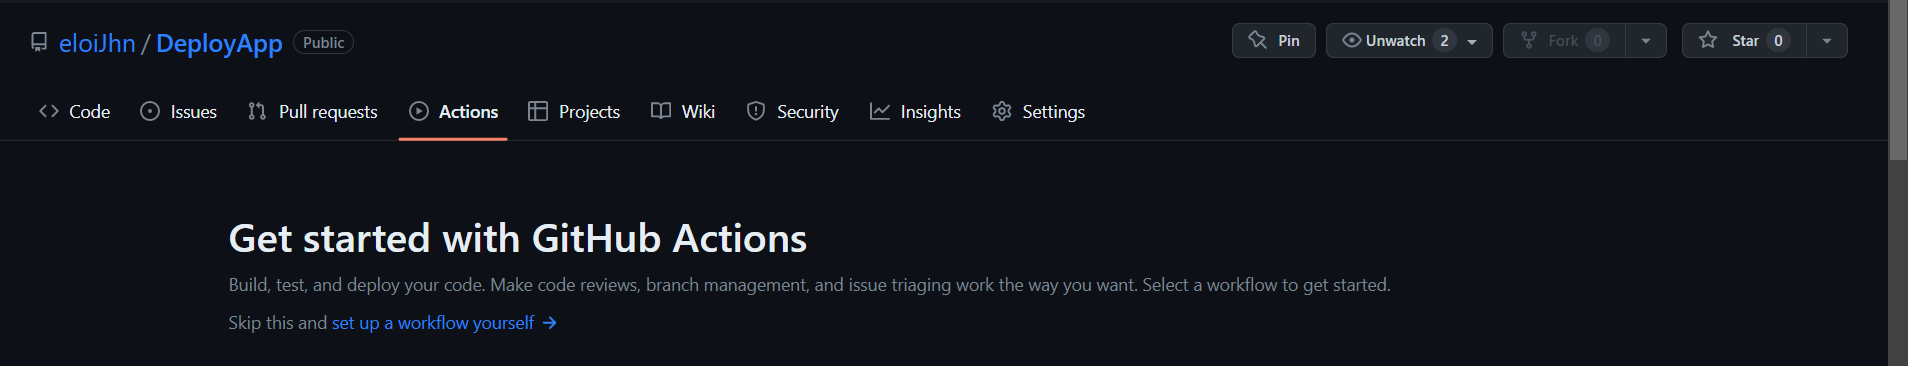 eloiJhn / DeployApp Public Pin Unwatch 2 Fork 0 Star 0
Code Issues Pull requests Actions Projects Wiki Security Insights Settings
Get started with GitHub Actions
Build, test, and deploy your code. Make code reviews, branch management, and issue triaging work the way you want. Select a workflow to get started.
Skip this and set up a workflow yourself →